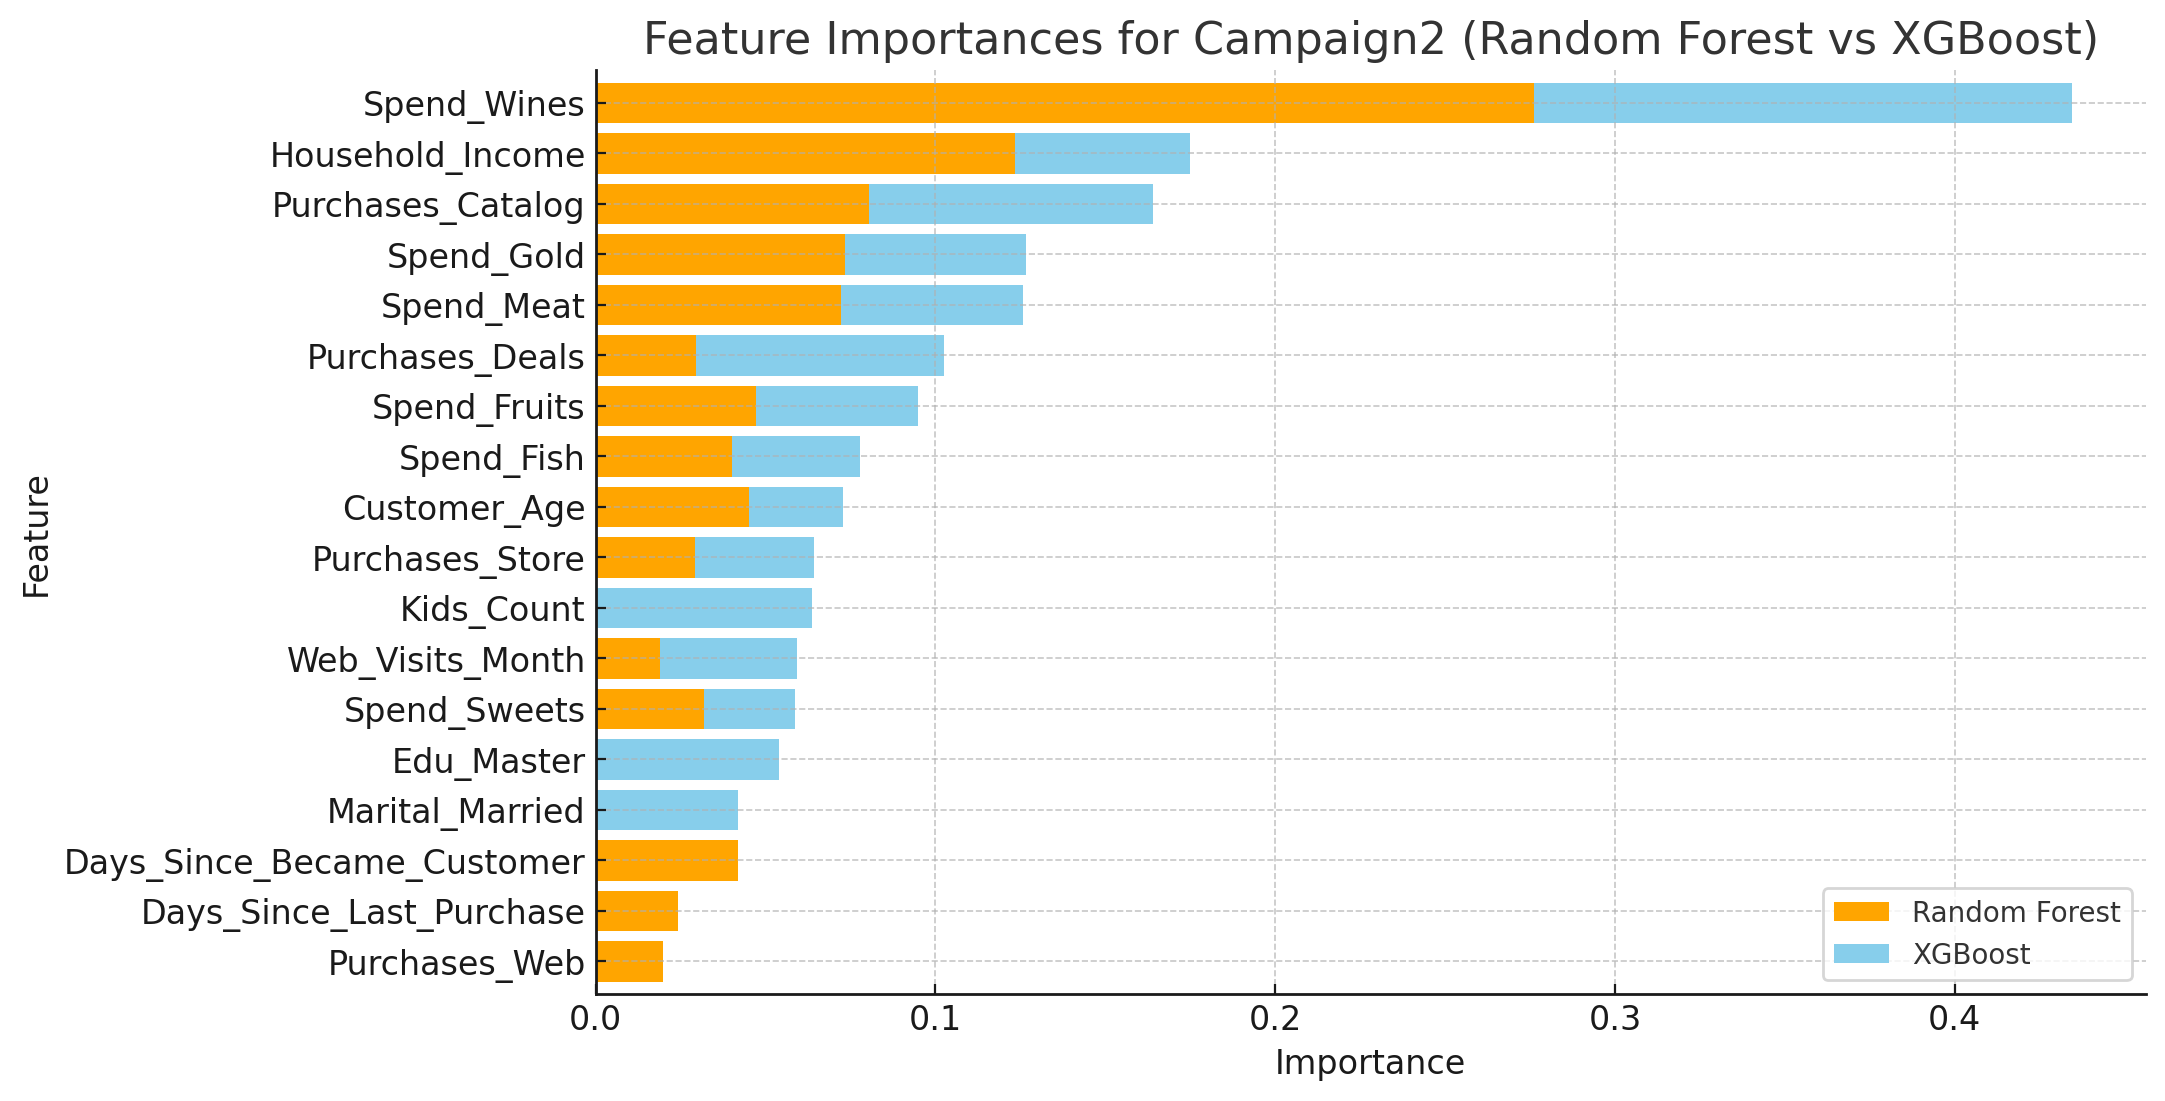 Feature Importances for Campaign2 (Random Forest vs XGBoost)
Feature
Spend_Wines
Household_Income
Purchases_Catalog
Spend_Gold
Spend_Meat
Purchases_Deals
Spend_Fruits
Spend_Fish
Customer_Age
Purchases_Store
Kids_Count
Web_Visits_Month
Spend_Sweets
Edu_Master
Marital_Married
Days_Since_Became_Customer
Days_Since_Last_Purchase
Purchases_Web
Random Forest
XGBoost
0.0 0.1 0.2 0.3 0.4
Importance